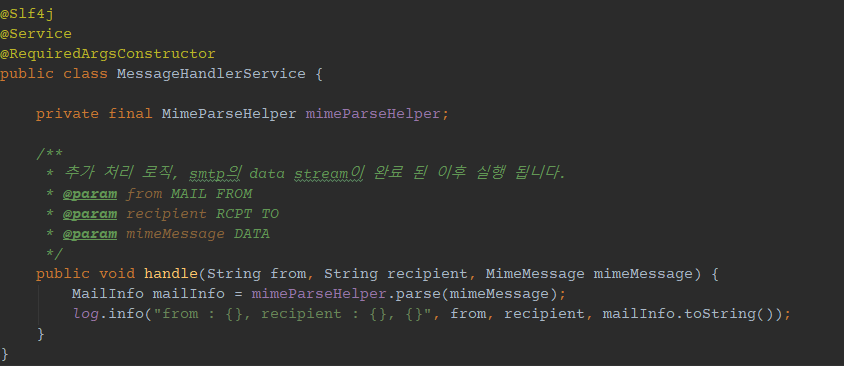 @Slf4j
@Service
@RequiredArgsConstructor
public class MessageHandlerService {
private final MimeParseHelper mimeParseHelper;
/**
* 추가 처리 로직, smtp의 data stream이 완료 된 이후 실행 됩니다.
* @param from MAIL FROM
* @param recipient RCPT TO
* @param mimeMessage DATA
*/
public void handle(String from, String recipient, MimeMessage mimeMessage) {
MailInfo mailInfo = mimeParseHelper.parse(mimeMessage);
log.info("from : {}, recipient : {}, {}", from, recipient, mailInfo.toString());
}
}